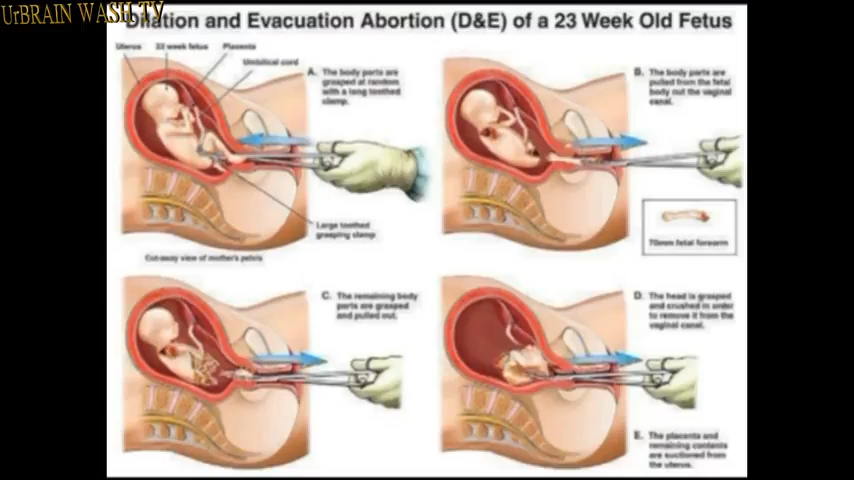 UrBRAIN WASH.TV
Dilation and Evacuation Abortion (D&E) of a 23 Week Old Fetus
Uterus
23 week fetus
Placenta
Umbilical cord
A. The body parts are
grasped at random
with a long toothed
clamp.
Large toothed
grasping clamp
Cut-away view of mother's pelvis
B. The body parts are
pulled from the fetal
body out the vaginal
canal.
70mm fetal forearm
C. The remaining body
parts are grasped
and pulled out.
D. The head is grasped
and crushed in order
to remove it from the
vaginal canal.
E. The placenta and
remaining contents
are suctioned from
the uterus.